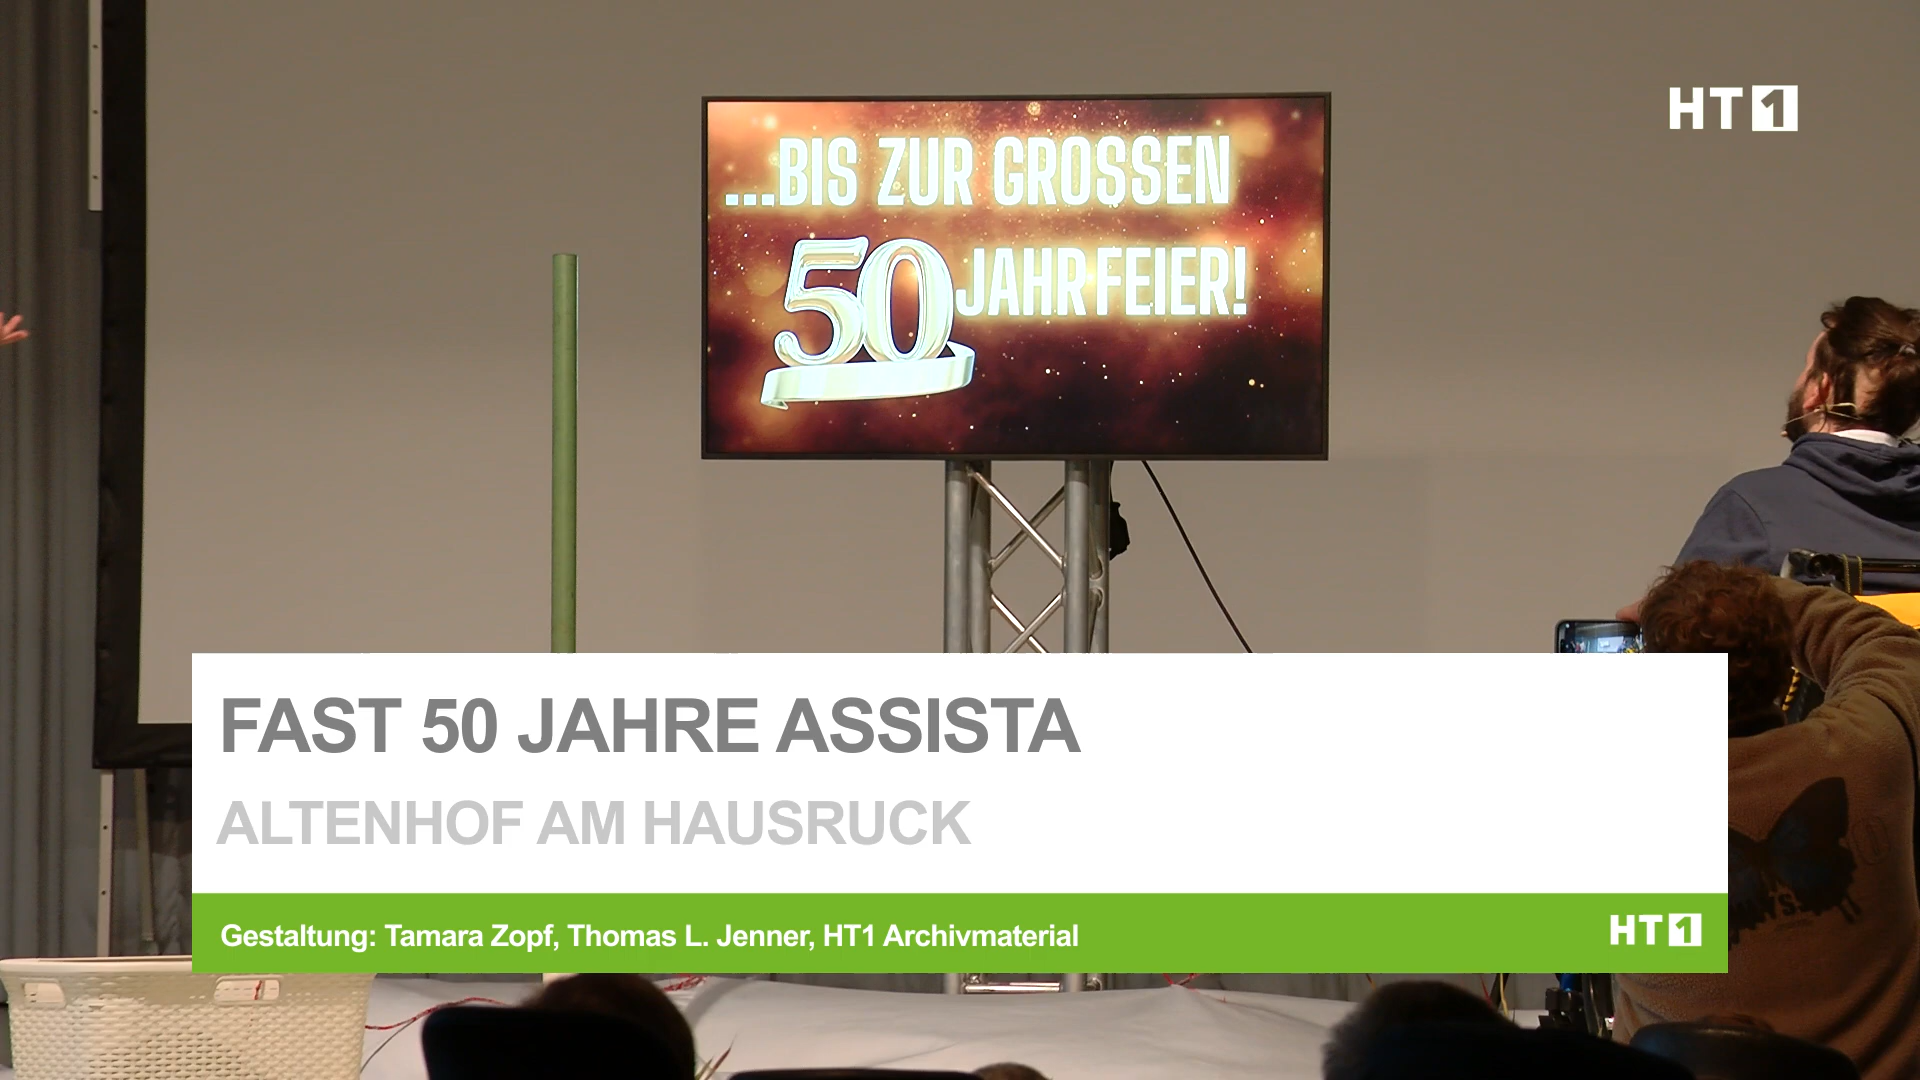 HT1
...BIS ZUR GROSSEN
50 JAHR FEIER!
FAST 50 JAHRE ASSISTA
ALTENHOF AM HAUSRUCK
Gestaltung: Tamara Zopf, Thomas L. Jenner, HT1 Archivmaterial
HT1